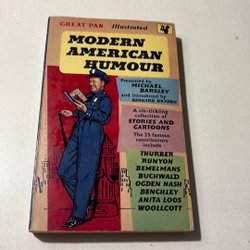 GREAT PAN Illustrated
MODERN
AMERICAN
HUMOUR
Presented by
MICHAEL
BARSLEY
and Introduced by
BERNARD BRADEN
A rib-tickling
collection of
STORIES AND
CARTOONS
The 25 famous
contributors
include
THURBER
RUNYON
BEMELMANS
BUCHWALD
OGDEN NASH
BENCHLEY
ANITA LOOS
WOOLLCOTT